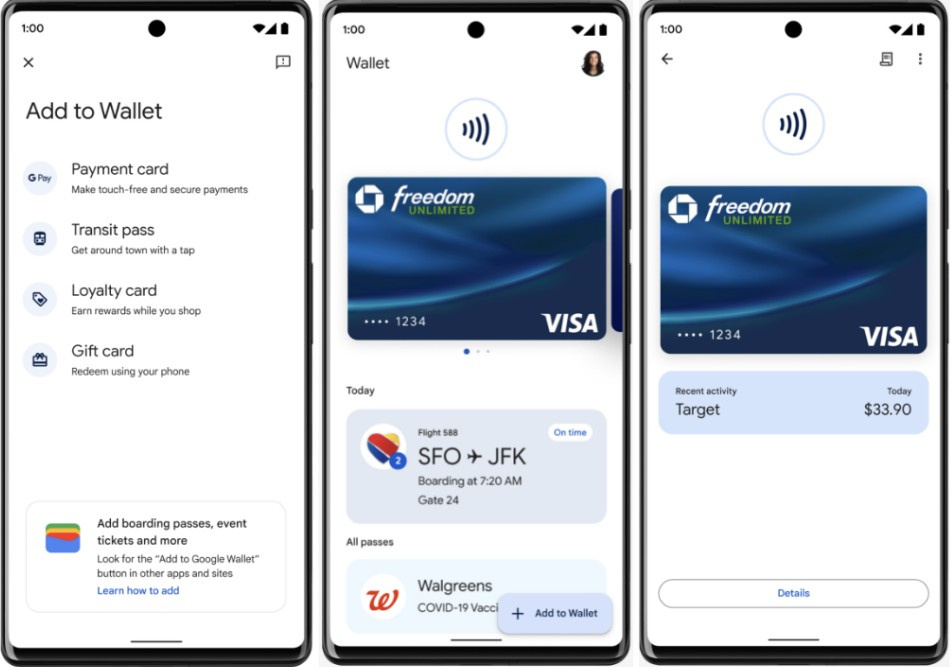 1:00
Add to Wallet
G Pay
Payment card
Make touch-free and secure payments
Transit pass
Get around town with a tap
Loyalty card
Earn rewards while you shop
Gift card
Redeem using your phone
Add boarding passes, event
tickets and more
Look for the “Add to Google Wallet”
button in other apps and sites
Learn how to add
1:00
Wallet
freedom
UNLIMITED
•••• 1234
VISA
Today
Flight 588
On time
SFO ✈ JFK
2
Boarding at 7:20 AM
Gate 24
All passes
W
Walgreens
COVID-19 Vacci
+ Add to Wallet
1:00
freedom
UNLIMITED
•••• 1234
VISA
Recent activity
Today
Target
$33.90
Details